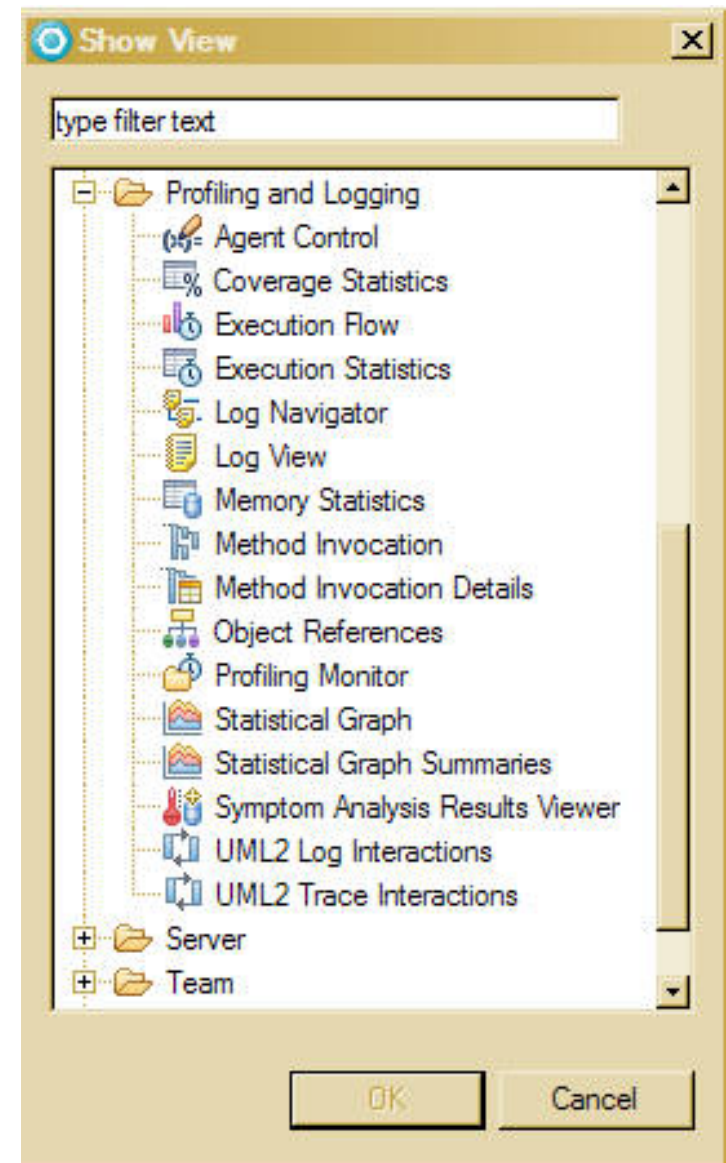 Show View
type filter text
Profiling and Logging
Agent Control
Coverage Statistics
Execution Flow
Execution Statistics
Log Navigator
Log View
Memory Statistics
Method Invocation
Method Invocation Details
Object References
Profiling Monitor
Statistical Graph
Statistical Graph Summaries
Symptom Analysis Results Viewer
UML2 Log Interactions
UML2 Trace Interactions
Server
Team
OK Cancel